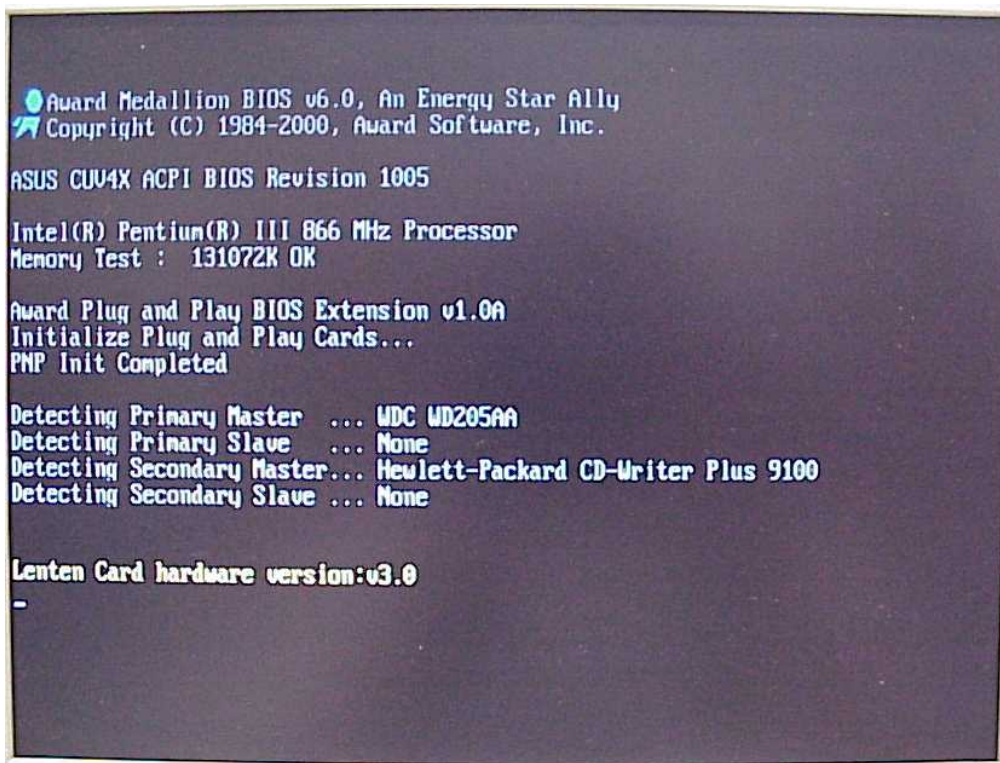 Award Medallion BIOS v6.0, An Energy Star Ally
Copyright (C) 1984-2000, Award Software, Inc.
ASUS CUV4X ACPI BIOS Revision 1005
Intel(R) Pentium(R) III 866 MHz Processor
Memory Test :  131072K OK
Award Plug and Play BIOS Extension v1.0A
Initialize Plug and Play Cards...
PNP Init Completed
Detecting Primary Master  ... WDC WD205AA
Detecting Primary Slave   ... None
Detecting Secondary Master... Hewlett-Packard CD-Writer Plus 9100
Detecting Secondary Slave ... None
Lenten Card hardware version:v3.0